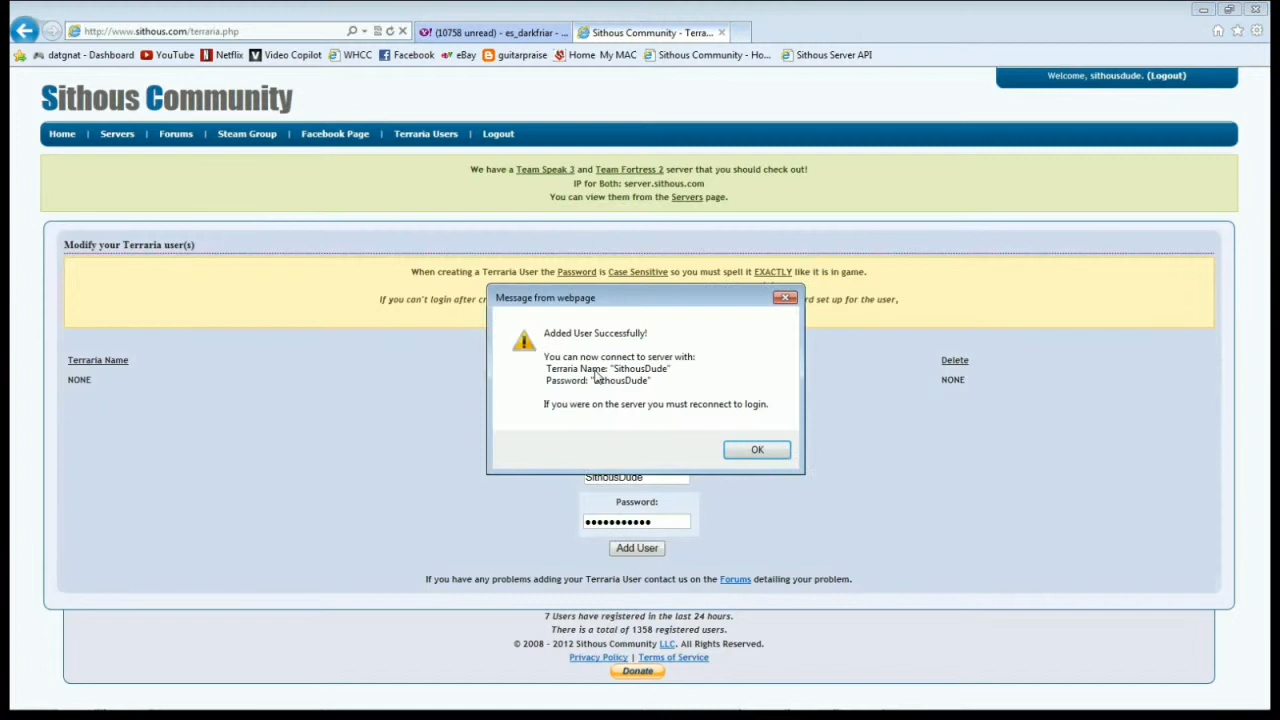 http://www.sithous.com/terraria.php
(10758 unread) - es_darkfriar - ...
Sithous Community - Terra...
datgnat - Dashboard
YouTube
Netflix
Video Copilot
WHCC
Facebook
eBay
guitarpraise
Home
My MAC
Sithous Community - Ho...
Sithous Server API
Welcome, sithousdude. (Logout)
Sithous Community
Home | Servers | Forums | Steam Group | Facebook Page | Terraria Users | Logout
We have a Team Speak 3 and Team Fortress 2 server that you should check out!
IP for Both: server.sithous.com
You can view them from the Servers page.
Modify your Terraria user(s)
When creating a Terraria User the Password is Case Sensitive so you must spell it EXACTLY like it is in game.
If you can't login after cr
rd set up for the user,
Message from webpage
Added User Successfully!
You can now connect to server with:
Terraria Name: "SithousDude"
Password: "SithousDude"
If you were on the server you must reconnect to login.
OK
Terraria Name
Delete
NONE
NONE
SithousDude
Password:
●●●●●●●●●●●
Add User
If you have any problems adding your Terraria User contact us on the Forums detailing your problem.
7 Users have registered in the last 24 hours.
There is a total of 1358 registered users.
© 2008 - 2012 Sithous Community LLC. All Rights Reserved.
Privacy Policy | Terms of Service
Donate